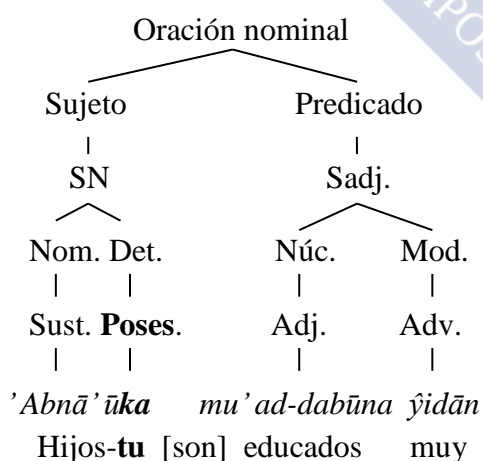 Oración nominal
Sujeto Predicado
SN Sadj.
Nom. Det. Núc. Mod.
Sust. Poses. Adj. Adv.
’Abnā’ūka mu’ad-dabūna ŷidān
Hijos-tu [son] educados muy